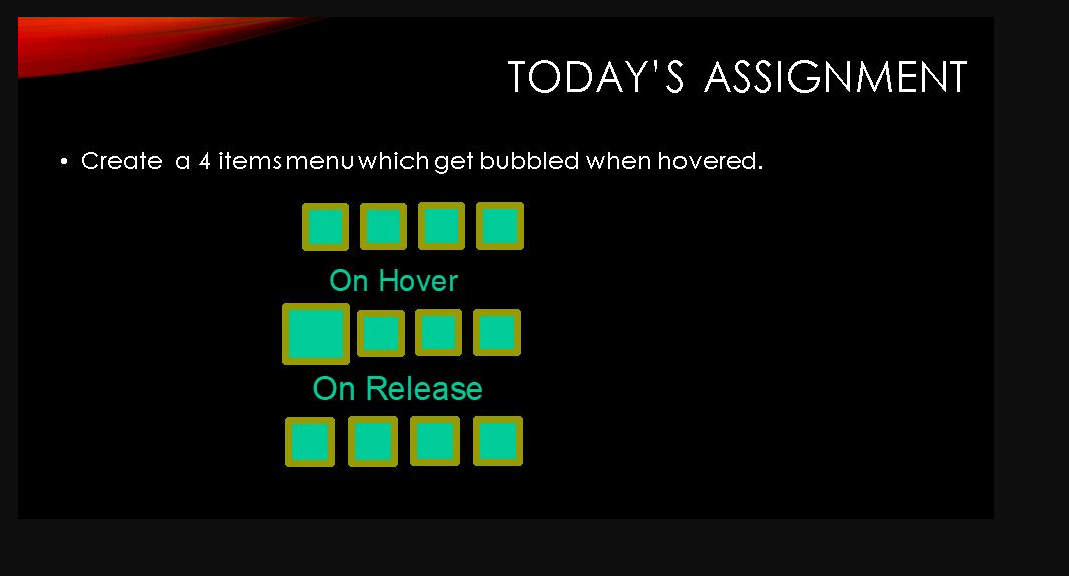 TODAY'S ASSIGNMENT
• Create a 4 items menu which get bubbled when hovered.
On Hover
On Release